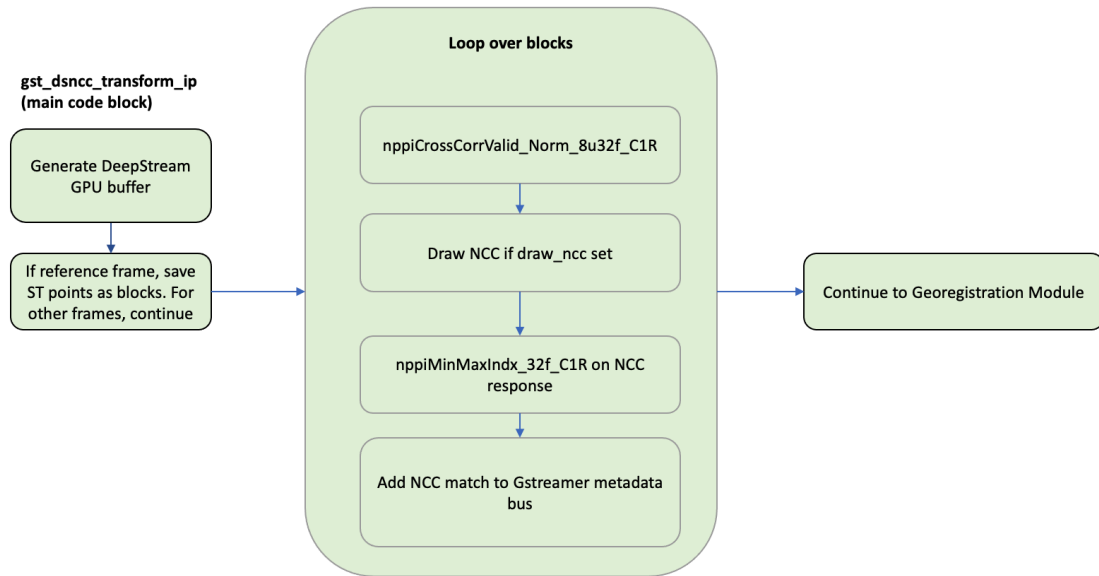 gst_dsncc_transform_ip
(main code block)
Generate DeepStream
GPU buffer
If reference frame, save
ST points as blocks. For
other frames, continue
Loop over blocks
nppiCrossCorrValid_Norm_8u32f_C1R
Draw NCC if draw_ncc set
nppiMinMaxIndx_32f_C1R on NCC
response
Add NCC match to Gstreamer metadata
bus
Continue to Georegistration Module